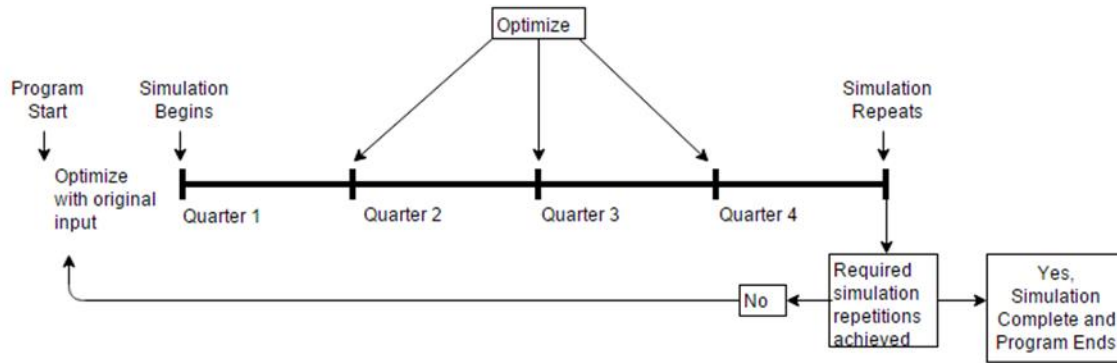 Optimize
Program
Start
Simulation
Begins
Simulation
Repeats
Optimize
with original
input
Quarter 1
Quarter 2
Quarter 3
Quarter 4
Required
simulation
repetitions
achieved
No
Yes,
Simulation
Complete and
Program Ends